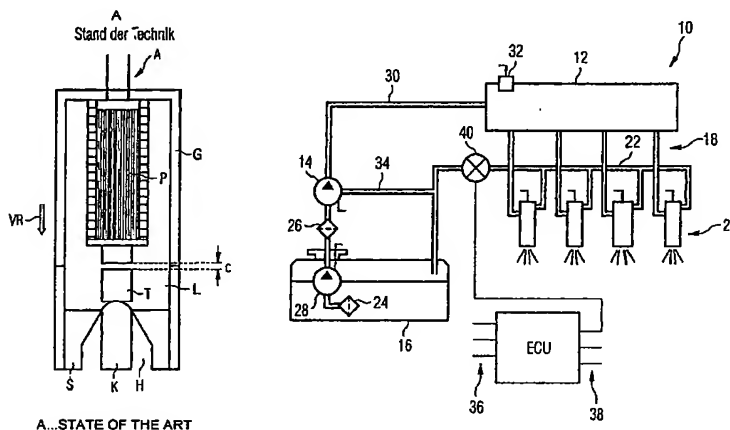 A
Stand der Technik
A
G
P
VR
C
T
L
S
K
H
A...STATE OF THE ART
10
32
12
30
18
40
22
14
34
26
2
28
24
16
ECU
36
38